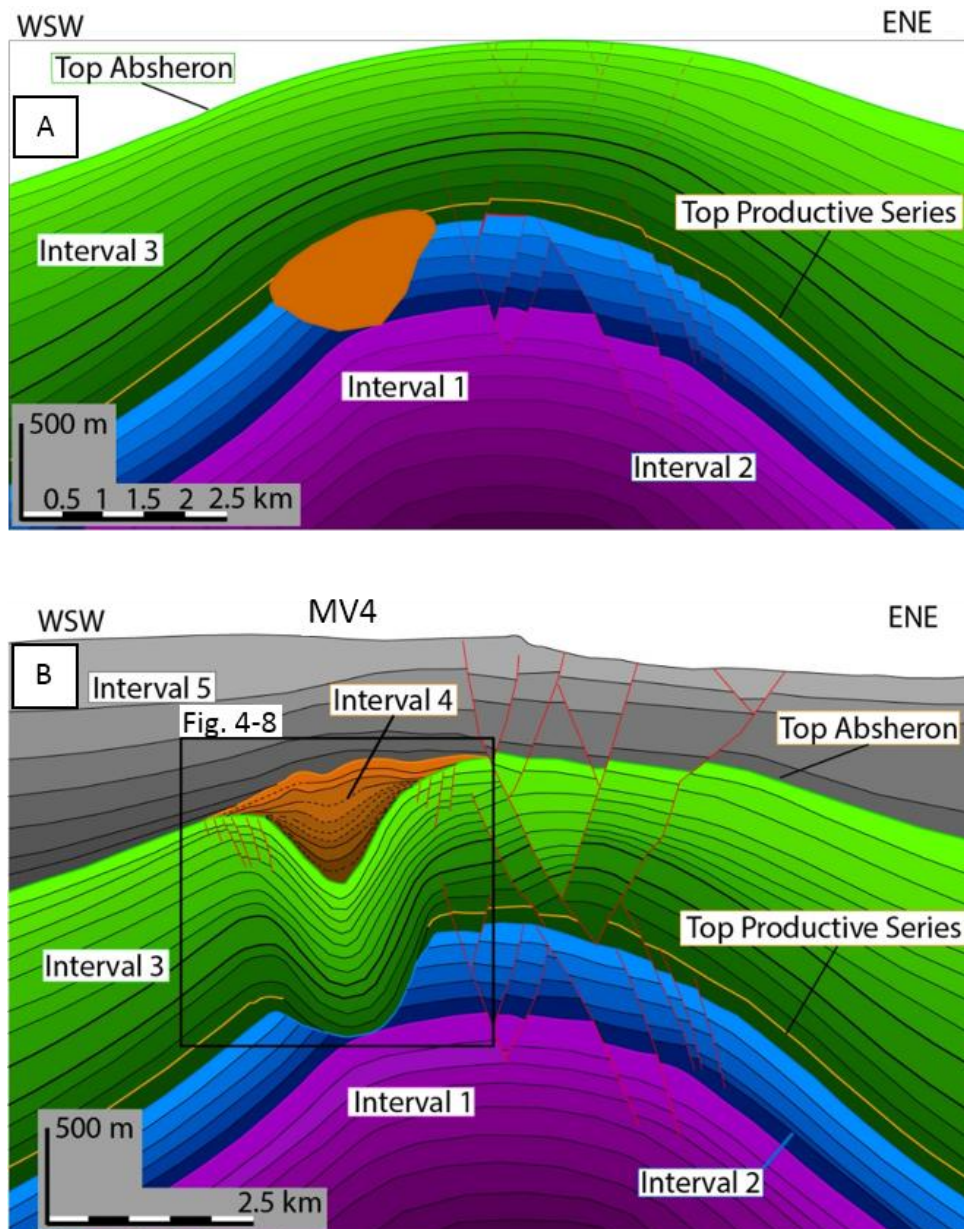 WSW
ENE
Top Absheron
A
Top Productive Series
Interval 3
Interval 1
500 m
Interval 2
0.5 1 1.5 2 2.5 km
MV4
WSW
ENE
B
Interval 5
Interval 4
Fig. 4-8
Top Absheron
Top Productive Series
Interval 3
Interval 1
500 m
Interval 2
2.5 km